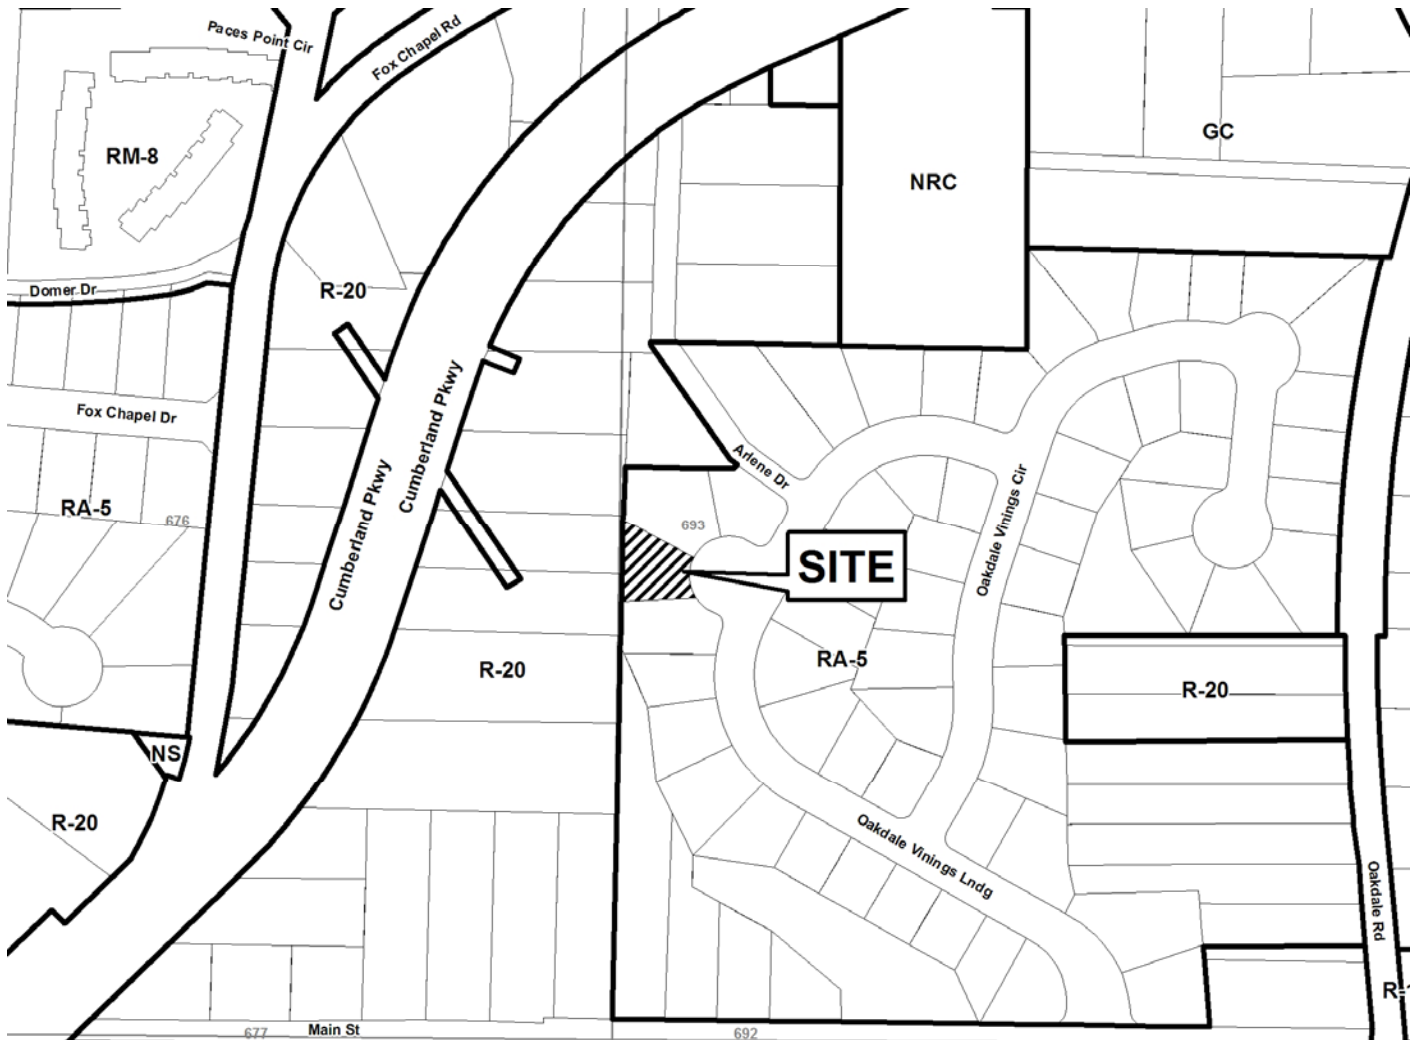 Paces Point Cir
Fox Chapel Rd
GC
RM-8
NRC
Domer Dr
R-20
Fox Chapel Dr
Cumberland Pkwy
Cumberland Pkwy
Arlene Dr
RA-5
676
693
Oakdale Vinings Cir
SITE
RA-5
R-20
R-20
NS
R-20
Oakdale Vinings Lndg
Oakdale Rd
R-
Main St
677
692